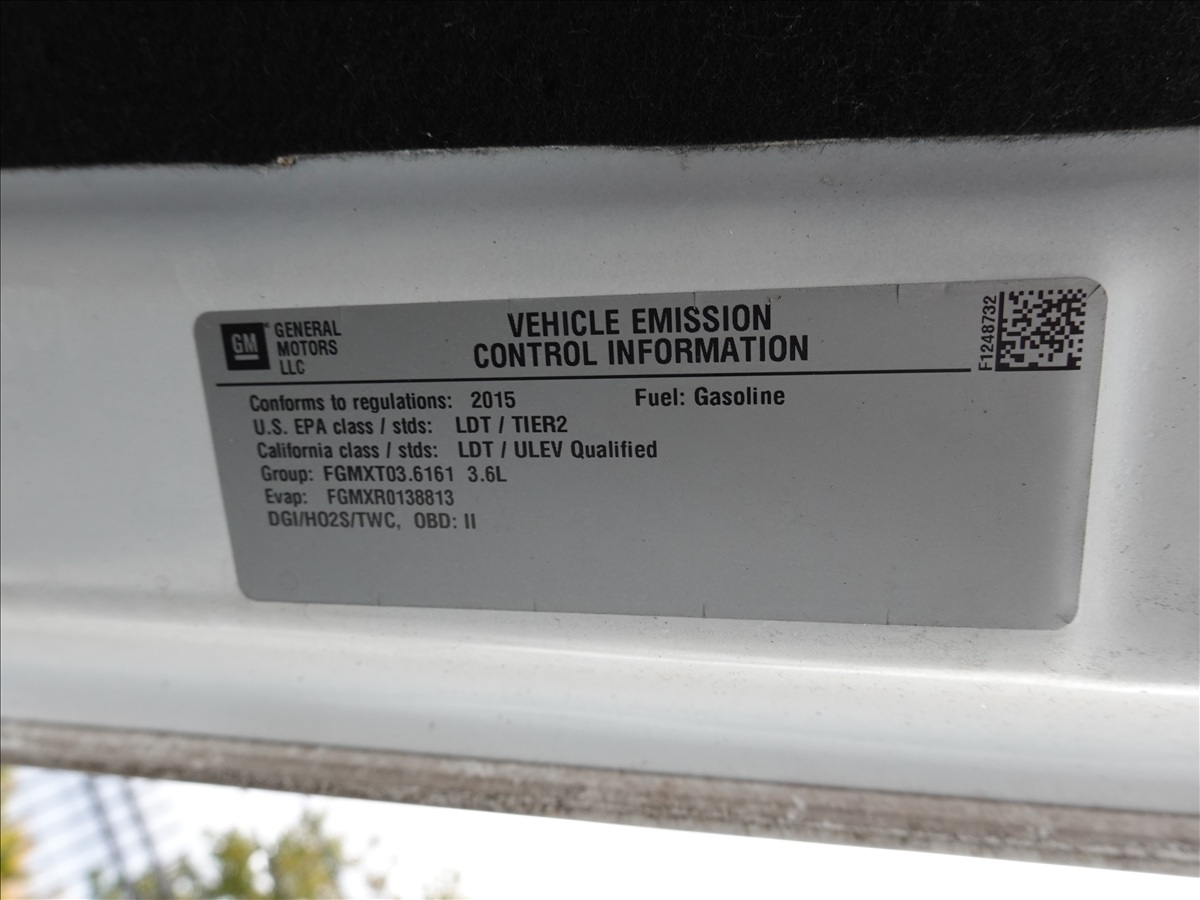 GM
GENERAL
MOTORS
LLC
VEHICLE EMISSION
CONTROL INFORMATION
F1248732
Conforms to regulations: 2015 Fuel: Gasoline
U.S. EPA class / stds: LDT / TIER2
California class / stds: LDT / ULEV Qualified
Group: FGMXT03.6161 3.6L
Evap: FGMXR0138813
DGI/HO2S/TWC, OBD: II